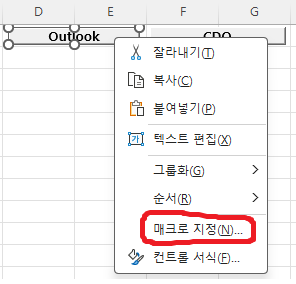 D E F G
Outlook CDO
잘라내기(T)
복사(C)
붙여넣기(P)
가
텍스트 편집(X)
그룹화(G)
순서(R)
매크로 지정(N)...
컨트롤 서식(F)...